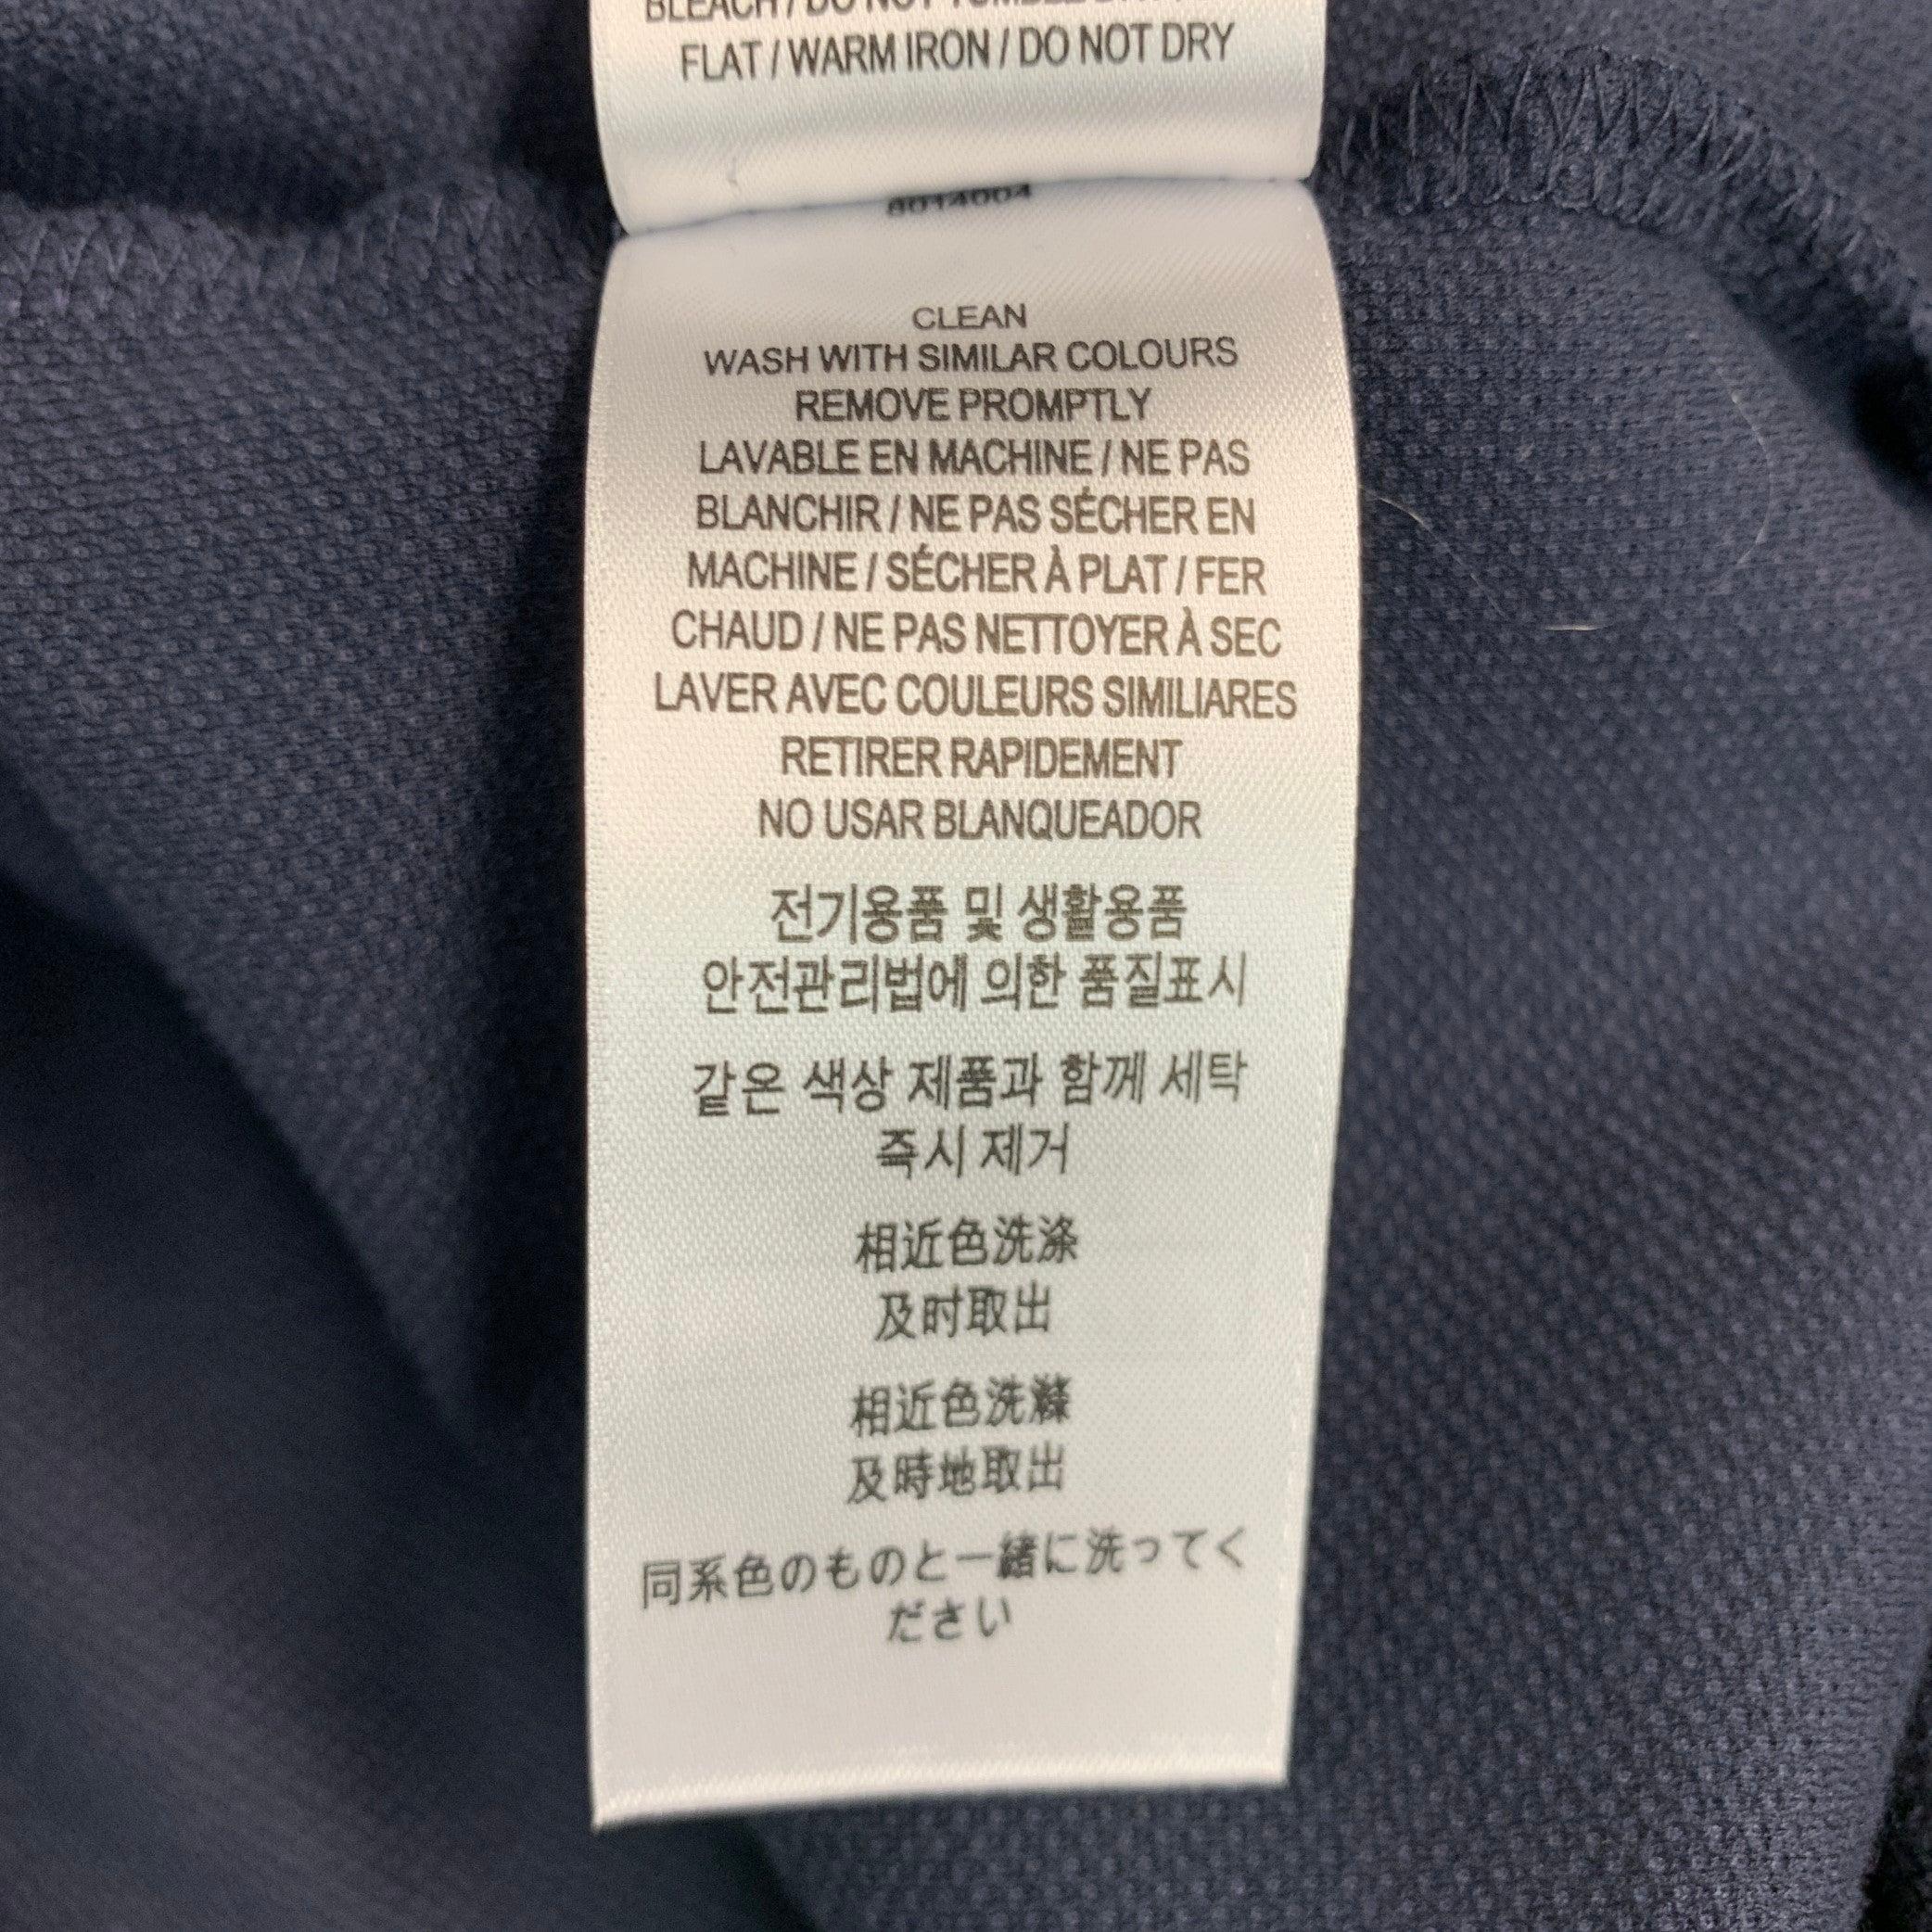 BLEACH / DO NOT TUMBLE
FLAT / WARM IRON / DO NOT DRY
8014004
CLEAN
WASH WITH SIMILAR COLOURS
REMOVE PROMPTLY
LAVABLE EN MACHINE / NE PAS
BLANCHIR / NE PAS SÉCHER EN
MACHINE / SÉCHER À PLAT / FER
CHAUD / NE PAS NETTOYER À SEC
LAVER AVEC COULEURS SIMILIARES
RETIRER RAPIDEMENT
NO USAR BLANQUEADOR
전기용품 및 생활용품
안전관리법에 의한 품질표시
같은 색상 제품과 함께 세탁
즉시 제거
相近色洗涤
及时取出
相近色洗滌
及時地取出
同系色のものと一緒に洗ってく
ださい